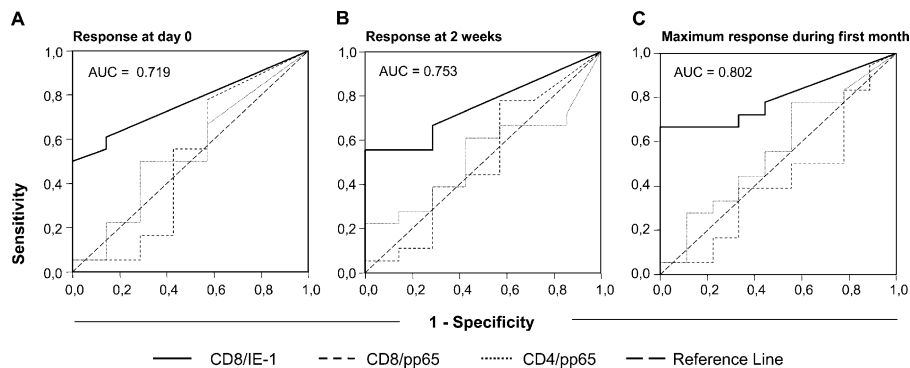 A
B
C
Response at day 0
Response at 2 weeks
Maximum response during first month
1,0
0,8
0,6
0,4
0,2
0,0
AUC = 0.719
0,0 0,2 0,4 0,6 0,8 1,0
1,0
0,8
0,6
0,4
0,2
0,0
AUC = 0.753
0,0 0,2 0,4 0,6 0,8 1,0
1,0
0,8
0,6
0,4
0,2
0,0
AUC = 0.802
0,0 0,2 0,4 0,6 0,8 1,0
Sensitivity
1 - Specificity
CD8/IE-1 CD8/pp65 CD4/pp65 Reference Line